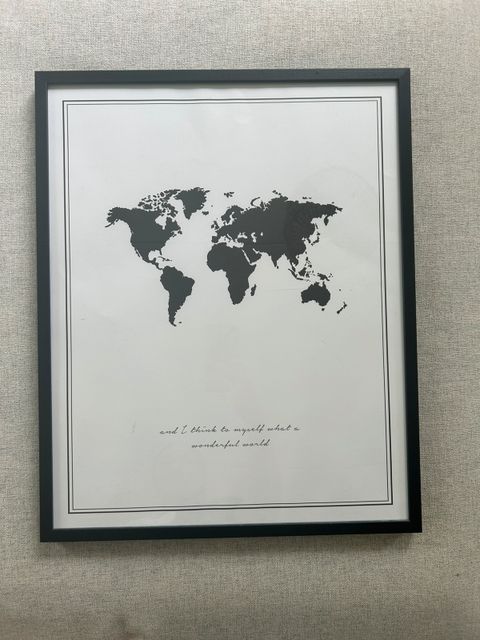 and I think to myself what a
wonderful world